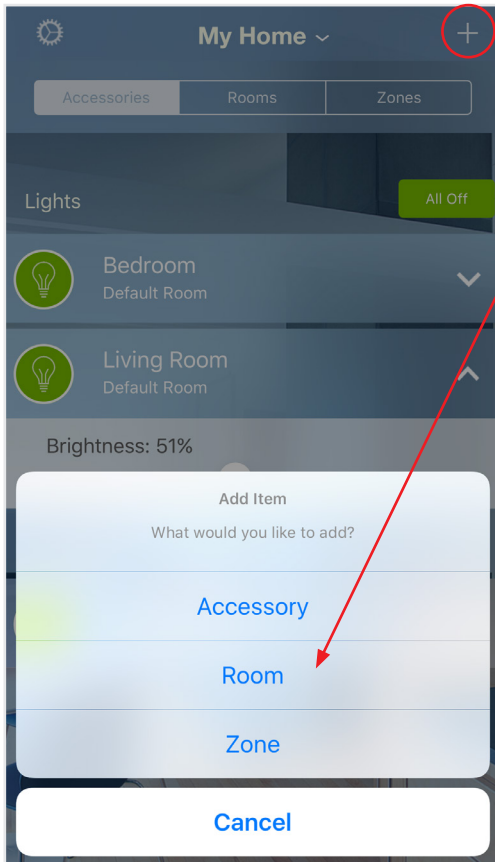 My Home
Accessories Rooms Zones
Lights All Off
Bedroom
Default Room
Living Room
Default Room
Brightness: 51%
Add Item
What would you like to add?
Accessory
Room
Zone
Cancel